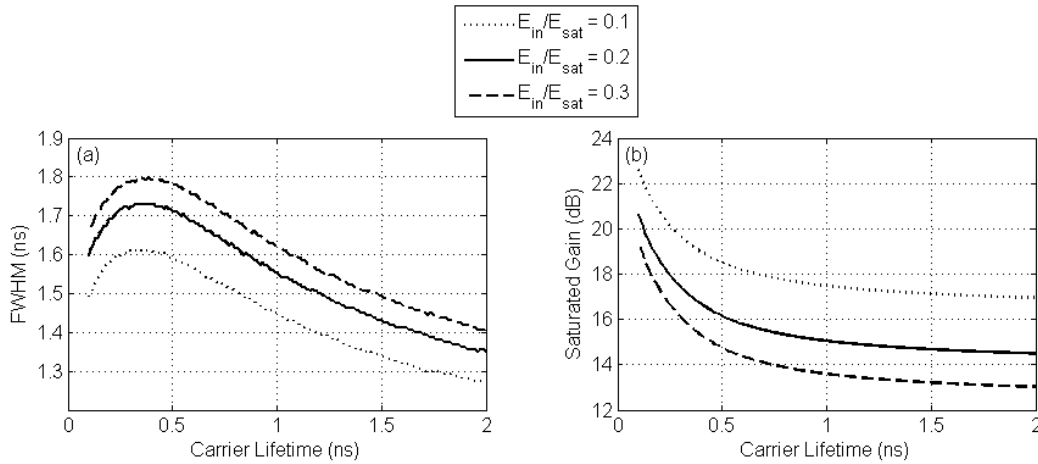 E_in/E_sat = 0.1
E_in/E_sat = 0.2
E_in/E_sat = 0.3
(a)
FWHM (ns)
1.9
1.8
1.7
1.6
1.5
1.4
1.3
0 0.5 1 1.5 2
Carrier Lifetime (ns)
(b)
Saturated Gain (dB)
24
22
20
18
16
14
12
0 0.5 1 1.5 2
Carrier Lifetime (ns)